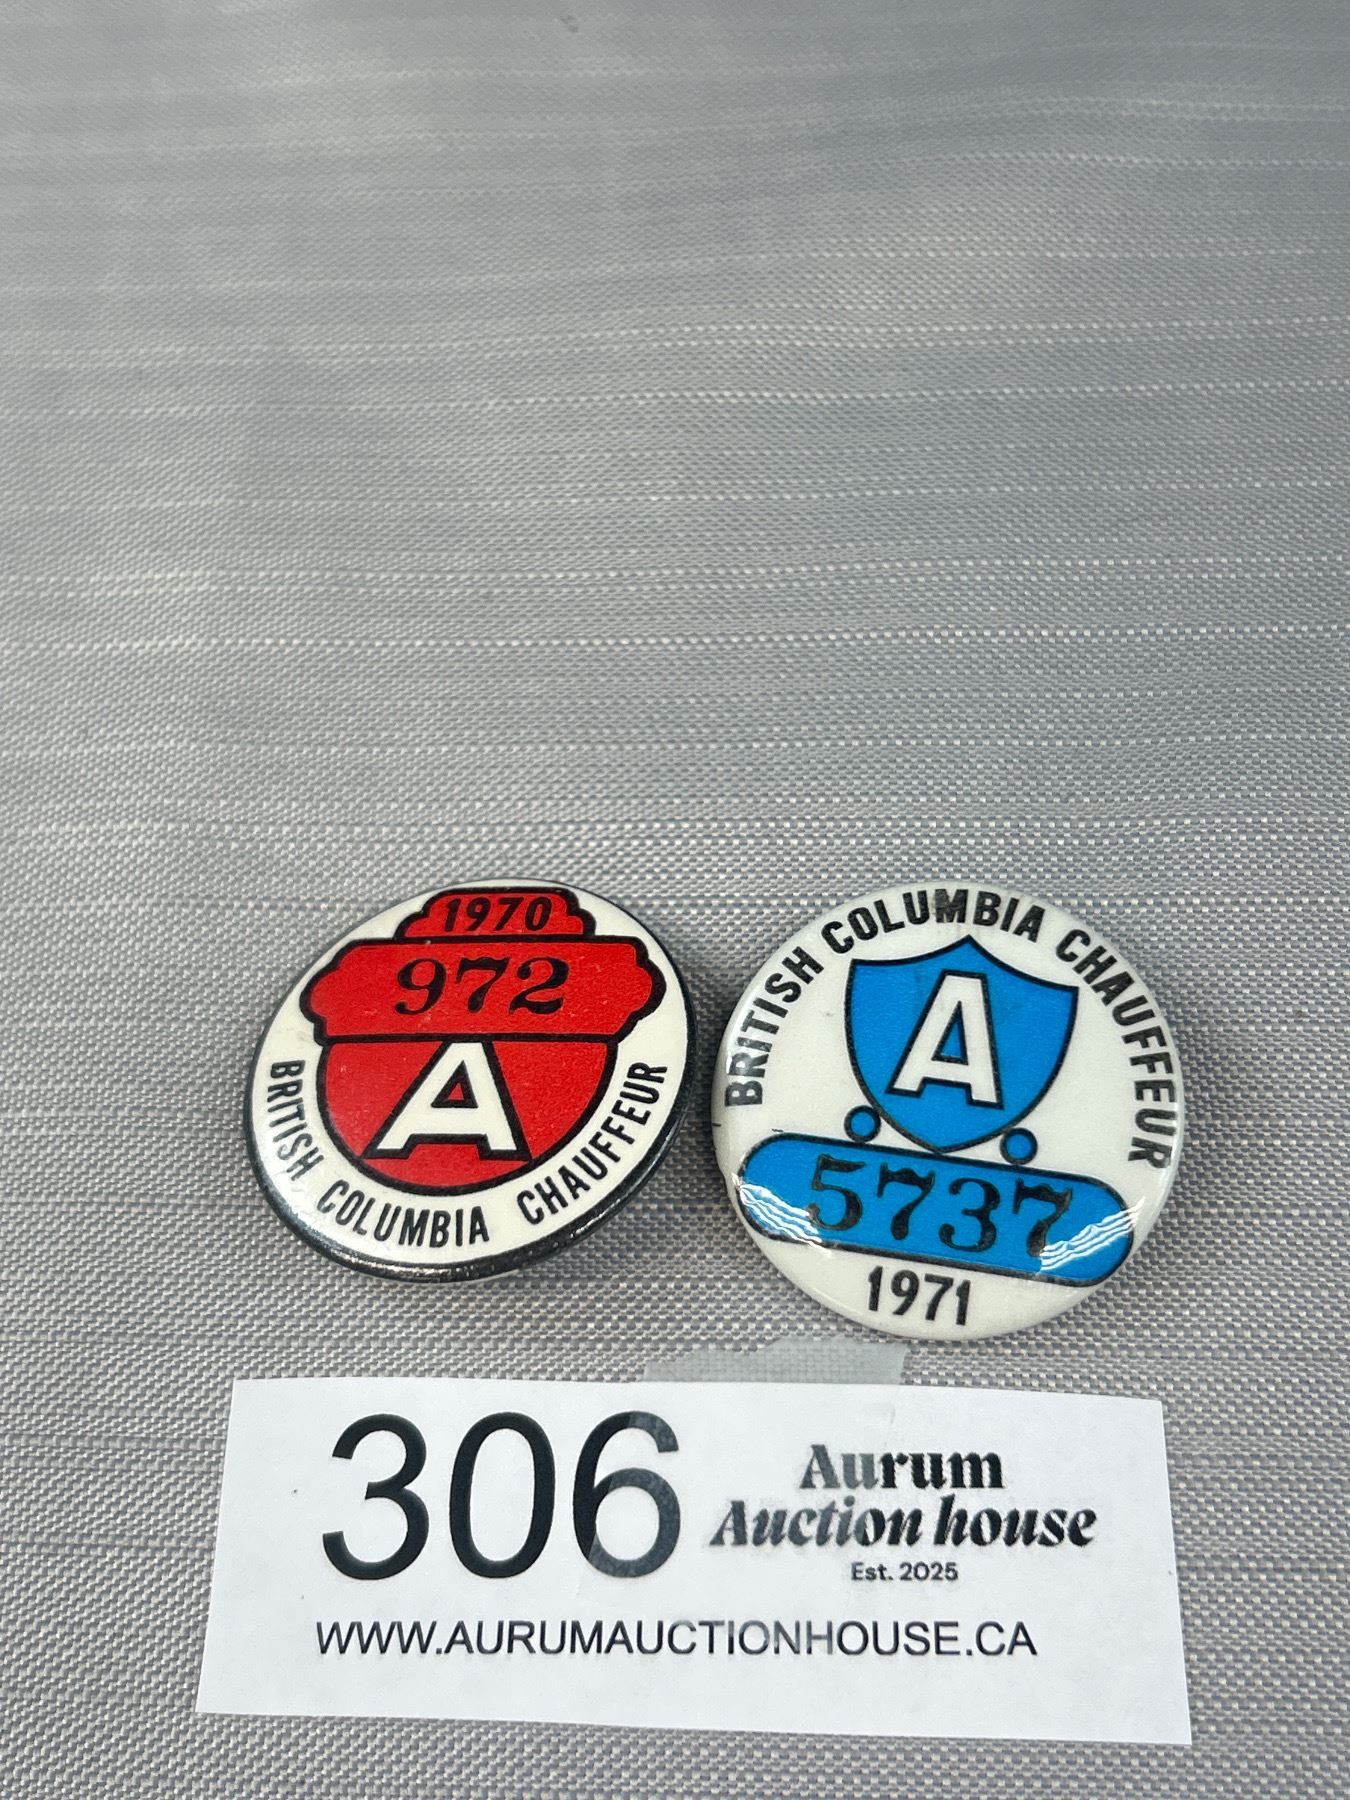 1970
972
A
BRITISH COLUMBIA CHAUFFEUR
BRITISH COLUMBIA CHAUFFEUR
A
5737
1971
306
Aurum
Auction house
Est. 2025
WWW.AURUMAUCTIONHOUSE.CA